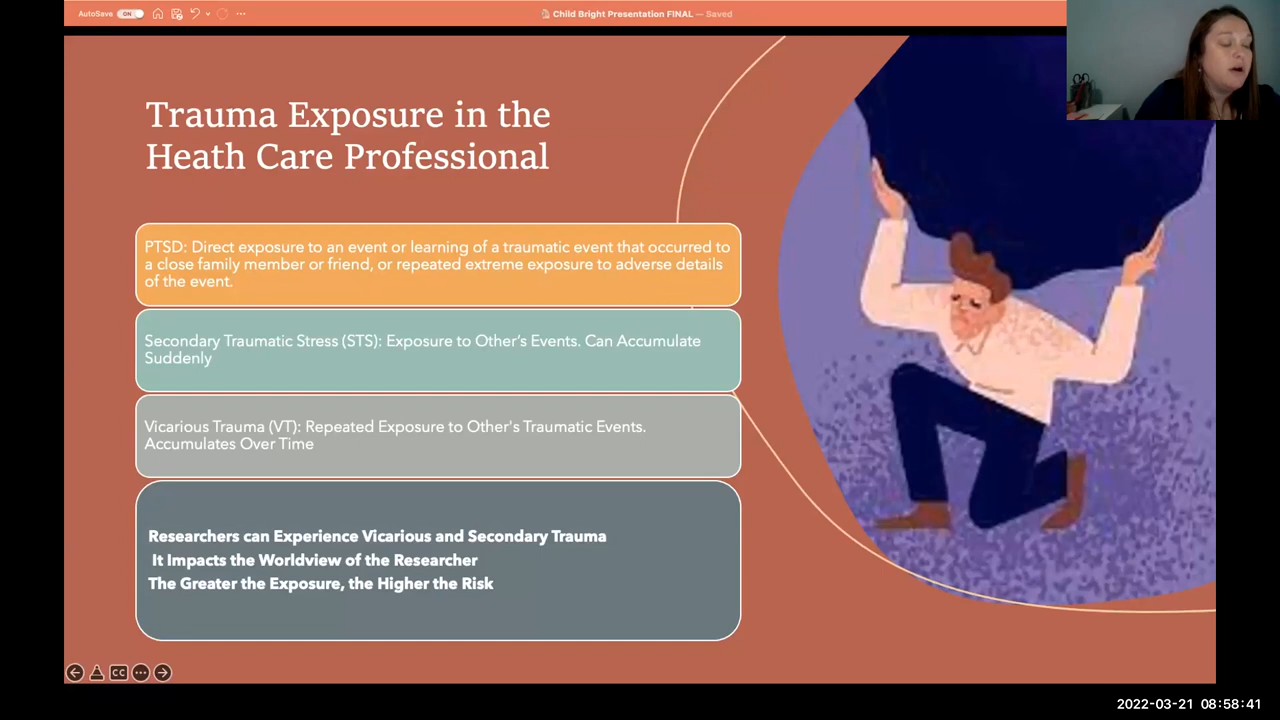 AutoSave ON
Child Bright Presentation FINAL — Saved
Trauma Exposure in the
Heath Care Professional
PTSD: Direct exposure to an event or learning of a traumatic event that occurred to
a close family member or friend, or repeated extreme exposure to adverse details
of the event.
Secondary Traumatic Stress (STS): Exposure to Other’s Events. Can Accumulate
Suddenly
Vicarious Trauma (VT): Repeated Exposure to Other's Traumatic Events.
Accumulates Over Time
Researchers can Experience Vicarious and Secondary Trauma
It Impacts the Worldview of the Researcher
The Greater the Exposure, the Higher the Risk
CC
2022-03-21 08:58:41